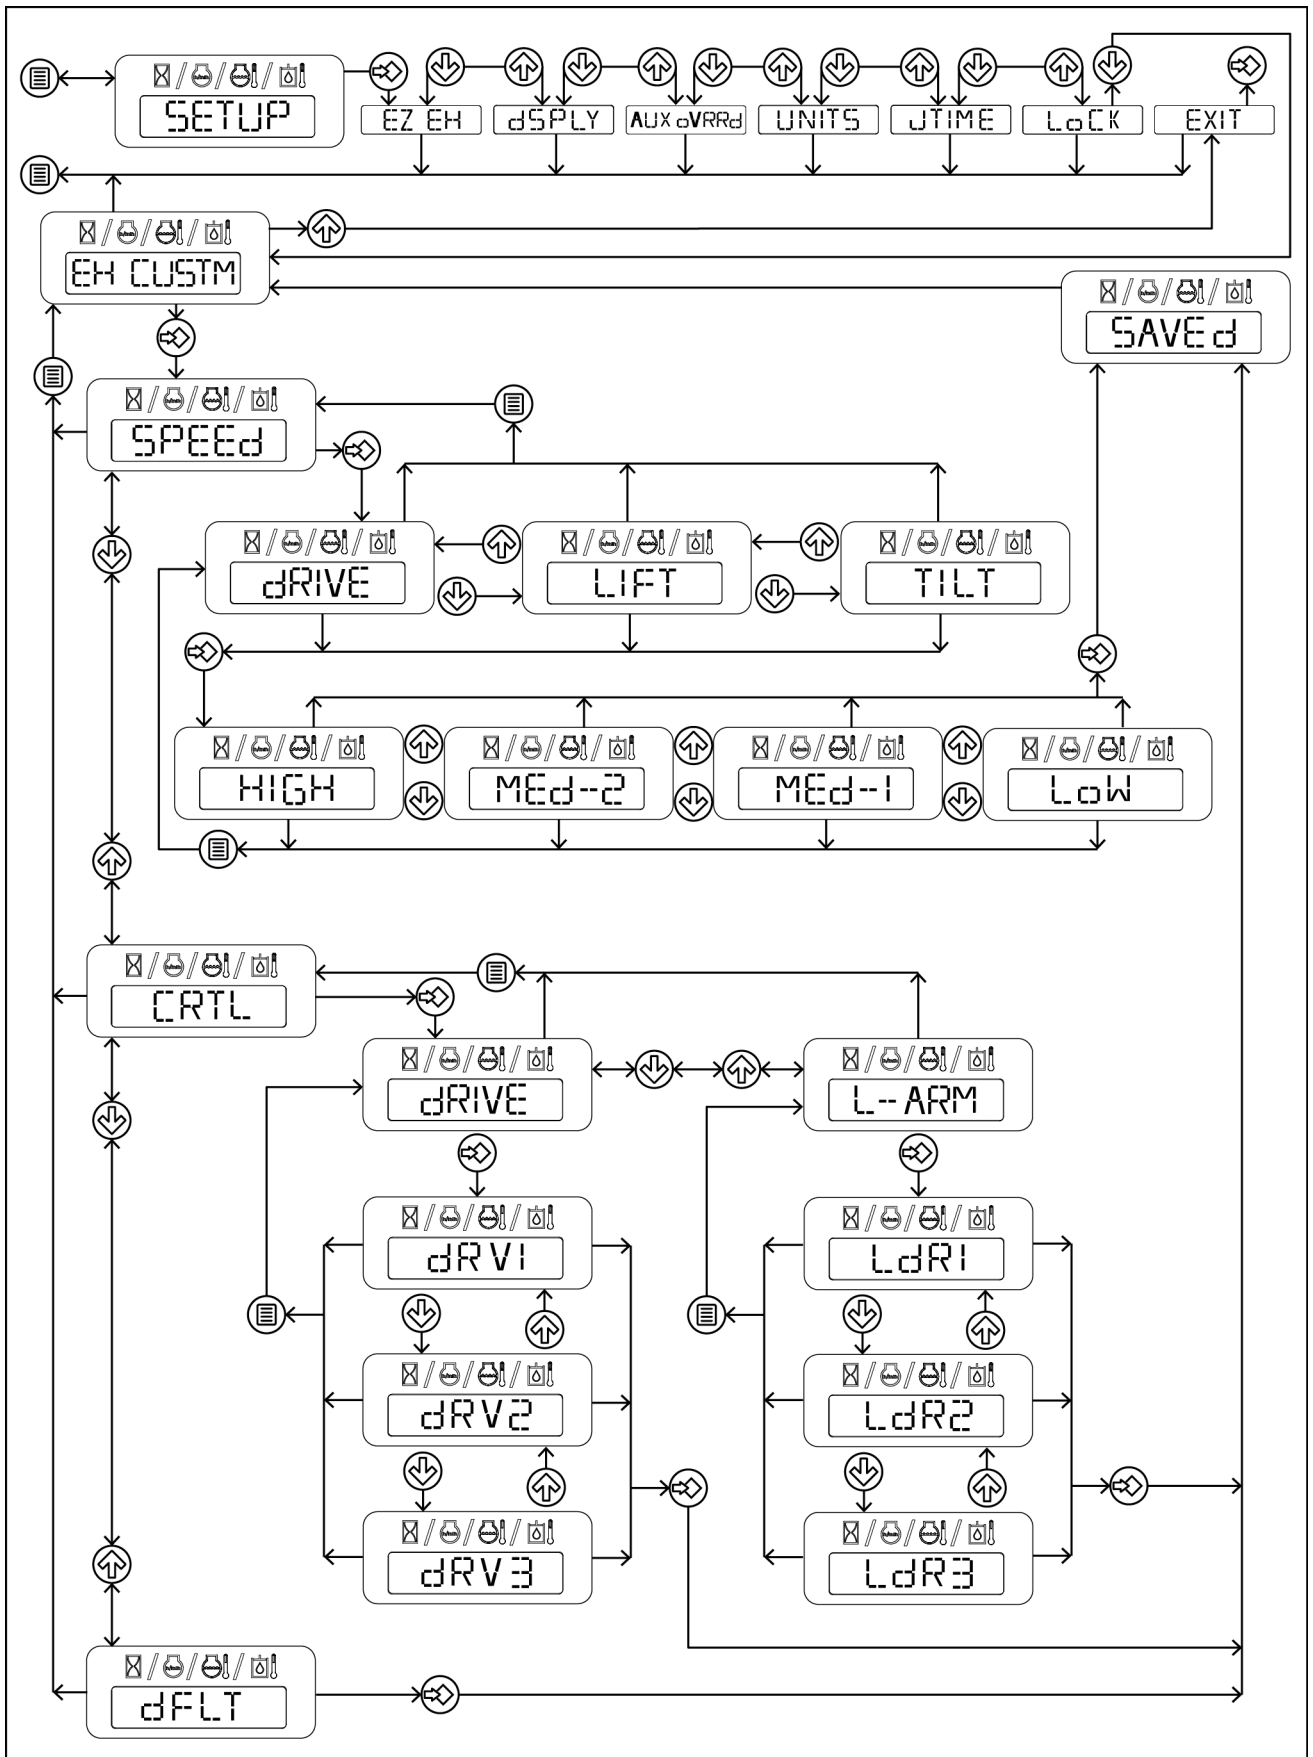 SETUP
EZ EH
dSPLY
AUX oVRRd
UNITS
JTIME
LoCK
EXIT
EH CUSTM
SAVEd
SPEEd
dRIVE
LIFT
TILT
HIGH
MEd-2
MEd-1
LoW
CRTL
dRIVE
L-ARM
dRV1
LdR1
dRV2
LdR2
dRV3
LdR3
dFLT